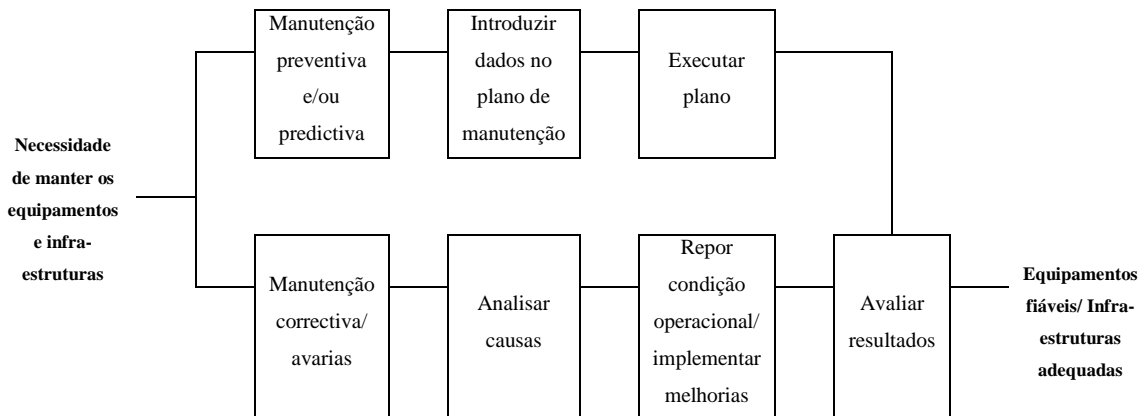 Necessidade
de manter os
equipamentos
e infra-
estruturas
Manutenção
preventiva
e/ou
predictiva
Introduzir
dados no
plano de
manutenção
Executar
plano
Manutenção
correctiva/
avarias
Analisar
causas
Repor
condição
operacional/
implementar
melhorias
Avaliar
resultados
Equipamentos
fiáveis/ Infra-
estruturas
adequadas